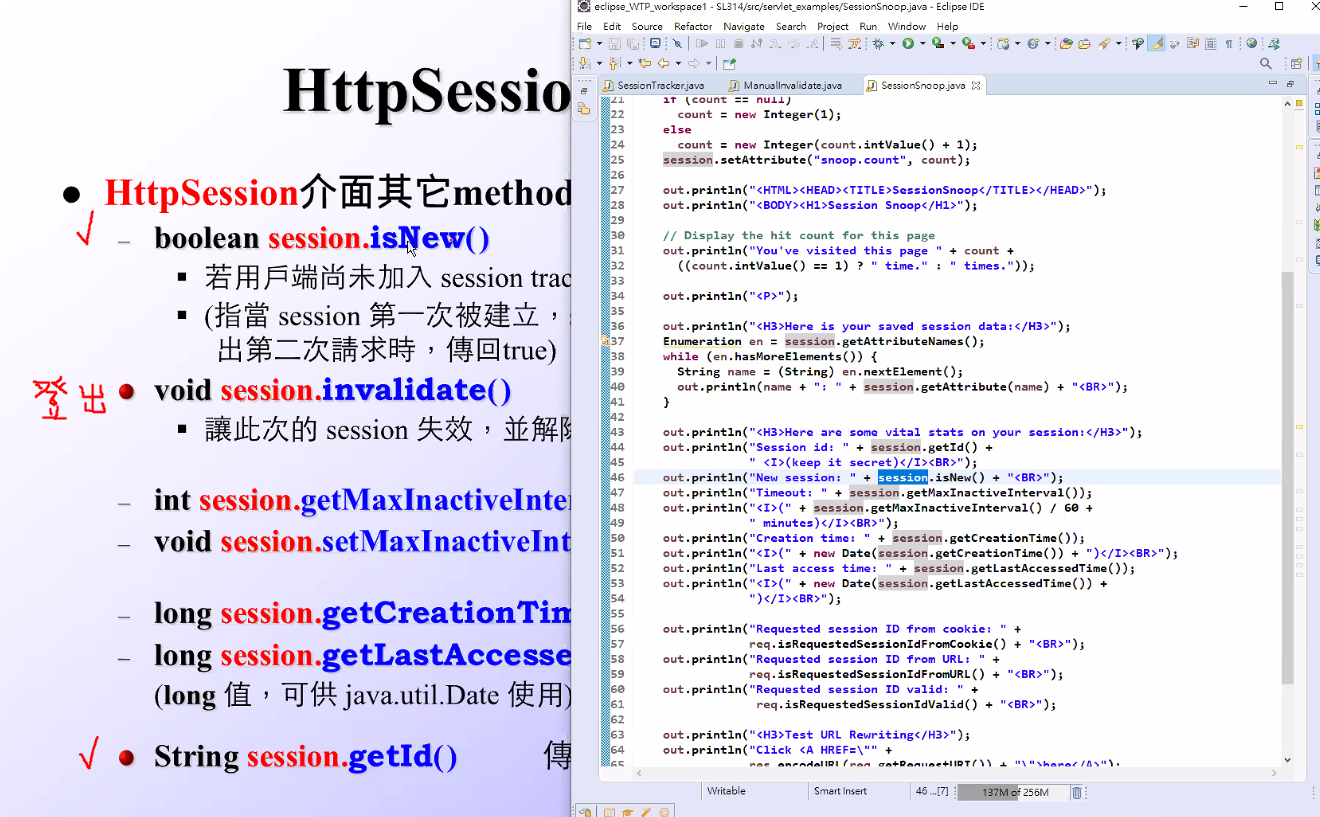 HttpSessio
HttpSession介面其它method
boolean session.isNew()
若用戶端尚未加入 session trac
(指當 session 第一次被建立，
出第二次請求時，傳回true)
登出
void session.invalidate()
讓此次的 session 失效，並解除
int session.getMaxInactiveInter
void session.setMaxInactiveInt
long session.getCreationTim
long session.getLastAccesse
(long 值，可供 java.util.Date 使用)
String session.getId() 傳
eclipse_WTP_workspace1 - SL314/src/servlet_examples/SessionSnoop.java - Eclipse IDE
File Edit Source Refactor Navigate Search Project Run Window Help
SessionTracker.java ManualInvalidate.java SessionSnoop.java
21 if (count == null)
22 count = new Integer(1);
23 else
24 count = new Integer(count.intValue() + 1);
25 session.setAttribute("snoop.count", count);
26
27 out.println("<HTML><HEAD><TITLE>SessionSnoop</TITLE></HEAD>");
28 out.println("<BODY><H1>Session Snoop</H1>");
29
30 // Display the hit count for this page
31 out.println("You've visited this page " + count +
32 ((count.intValue() == 1) ? " time." : " times."));
33
34 out.println("<P>");
35
36 out.println("<H3>Here is your saved session data:</H3>");
37 Enumeration en = session.getAttributeNames();
38 while (en.hasMoreElements()) {
39 String name = (String) en.nextElement();
40 out.println(name + ": " + session.getAttribute(name) + "<BR>");
41 }
42
43 out.println("<H3>Here are some vital stats on your session:</H3>");
44 out.println("Session id: " + session.getId() +
45 " <I>(keep it secret)</I><BR>");
46 out.println("New session: " + session.isNew() + "<BR>");
47 out.println("Timeout: " + session.getMaxInactiveInterval());
48 out.println("<I>(" + session.getMaxInactiveInterval() / 60 +
49 " minutes)</I><BR>");
50 out.println("Creation time: " + session.getCreationTime());
51 out.println("<I>(" + new Date(session.getCreationTime()) + ")</I><BR>");
52 out.println("Last access time: " + session.getLastAccessedTime());
53 out.println("<I>(" + new Date(session.getLastAccessedTime()) +
54 ")</I><BR>");
55
56 out.println("Requested session ID from cookie: " +
57 req.isRequestedSessionIdFromCookie() + "<BR>");
58 out.println("Requested session ID from URL: " +
59 req.isRequestedSessionIdFromURL() + "<BR>");
60 out.println("Requested session ID valid: " +
61 req.isRequestedSessionIdValid() + "<BR>");
62
63 out.println("<H3>Test URL Rewriting</H3>");
64 out.println("Click <A HREF=\"" +
65 res.encodeURL(req.getRequestURI()) + "\">here</A>");
Writable Smart Insert 46 ...[7] 137M of 256M